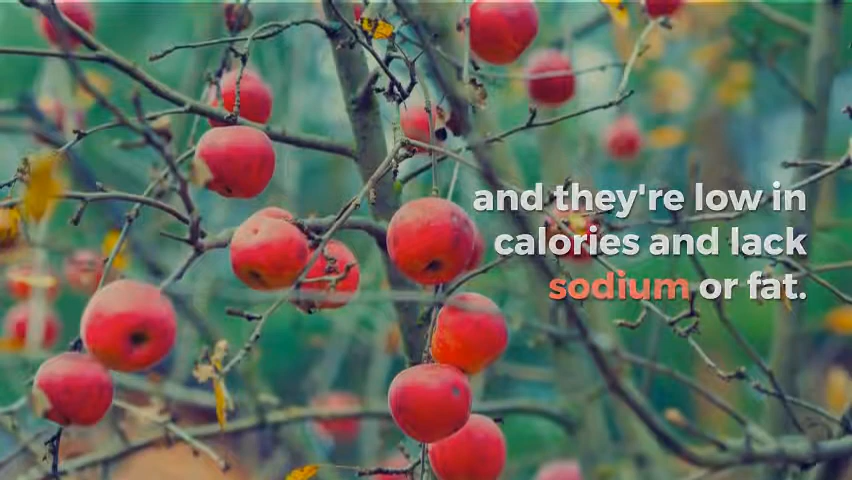 and they're low in
calories and lack
sodium or fat.